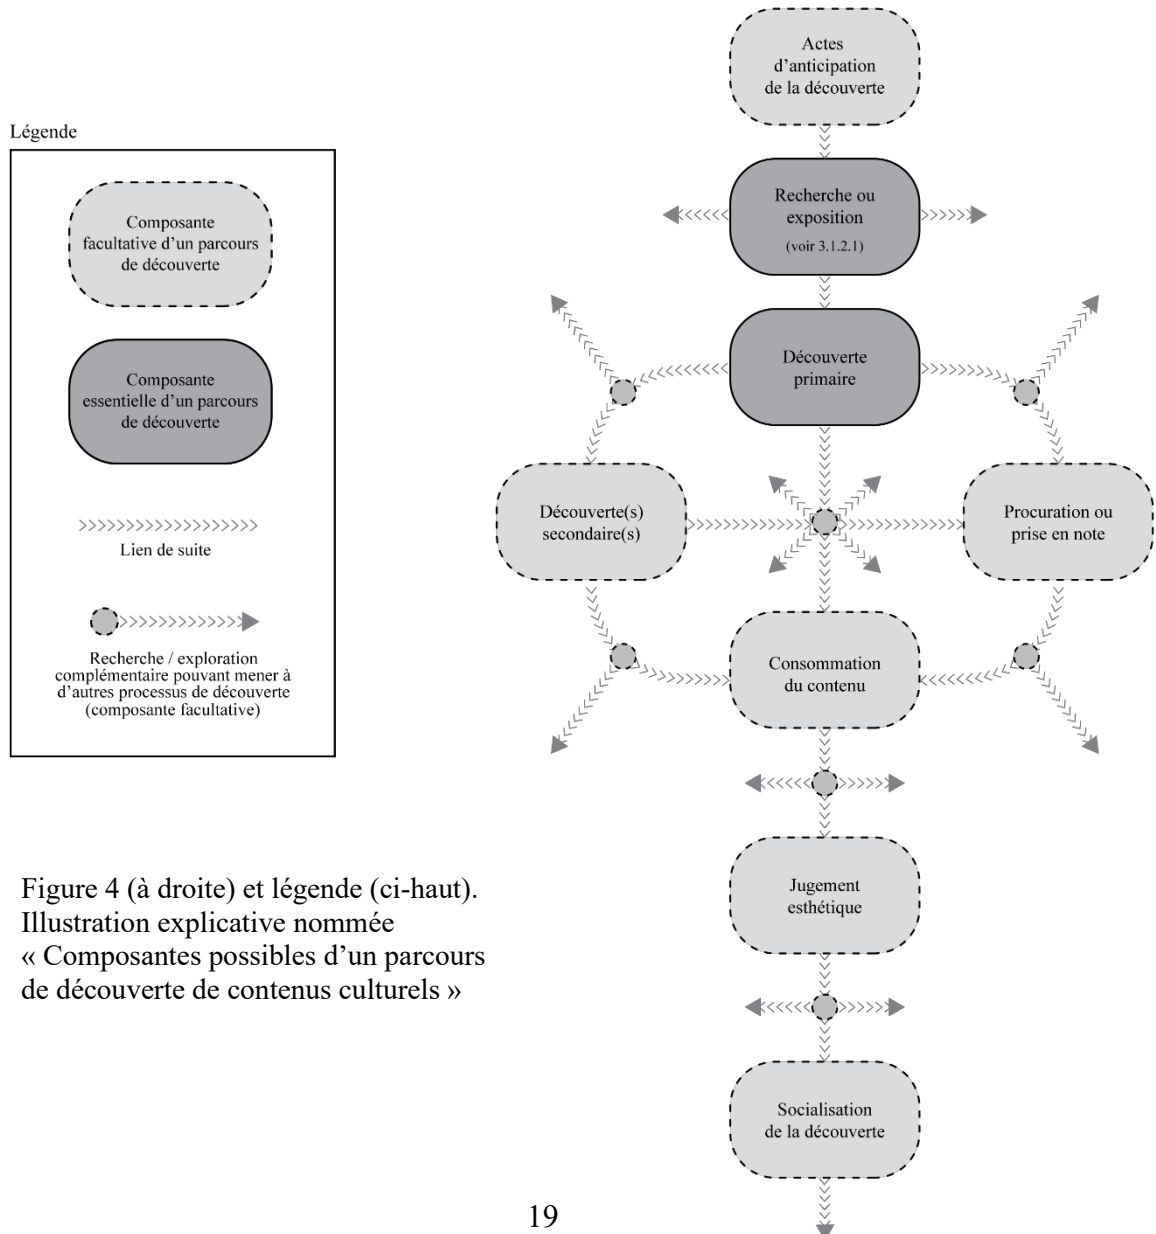 Légende
Composante
facultative d’un parcours
de découverte
Composante
essentielle d’un parcours
de découverte
Lien de suite
Recherche / exploration
complémentaire pouvant mener à
d’autres processus de découverte
(composante facultative)
Actes
d’anticipation
de la découverte
Recherche ou
exposition
(voir 3.1.2.1)
Découverte
primaire
Découverte(s)
secondaire(s)
Procuration ou
prise en note
Consommation
du contenu
Jugement
esthétique
Socialisation
de la découverte
Figure 4 (à droite) et légende (ci-haut).
Illustration explicative nommée
« Composantes possibles d’un parcours
de découverte de contenus culturels »
19